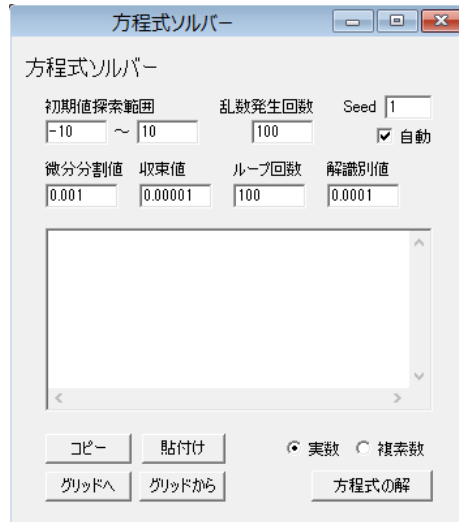 方程式ソルバー
方程式ソルバー
初期値探索範囲 乱数発生回数 Seed 1
-10 ～ 10 100 自動
微分分割値 収束値 ループ回数 解識別値
0.001 0.00001 100 0.0001
コピー 貼付け 実数 複素数
グリッドへ グリッドから 方程式の解